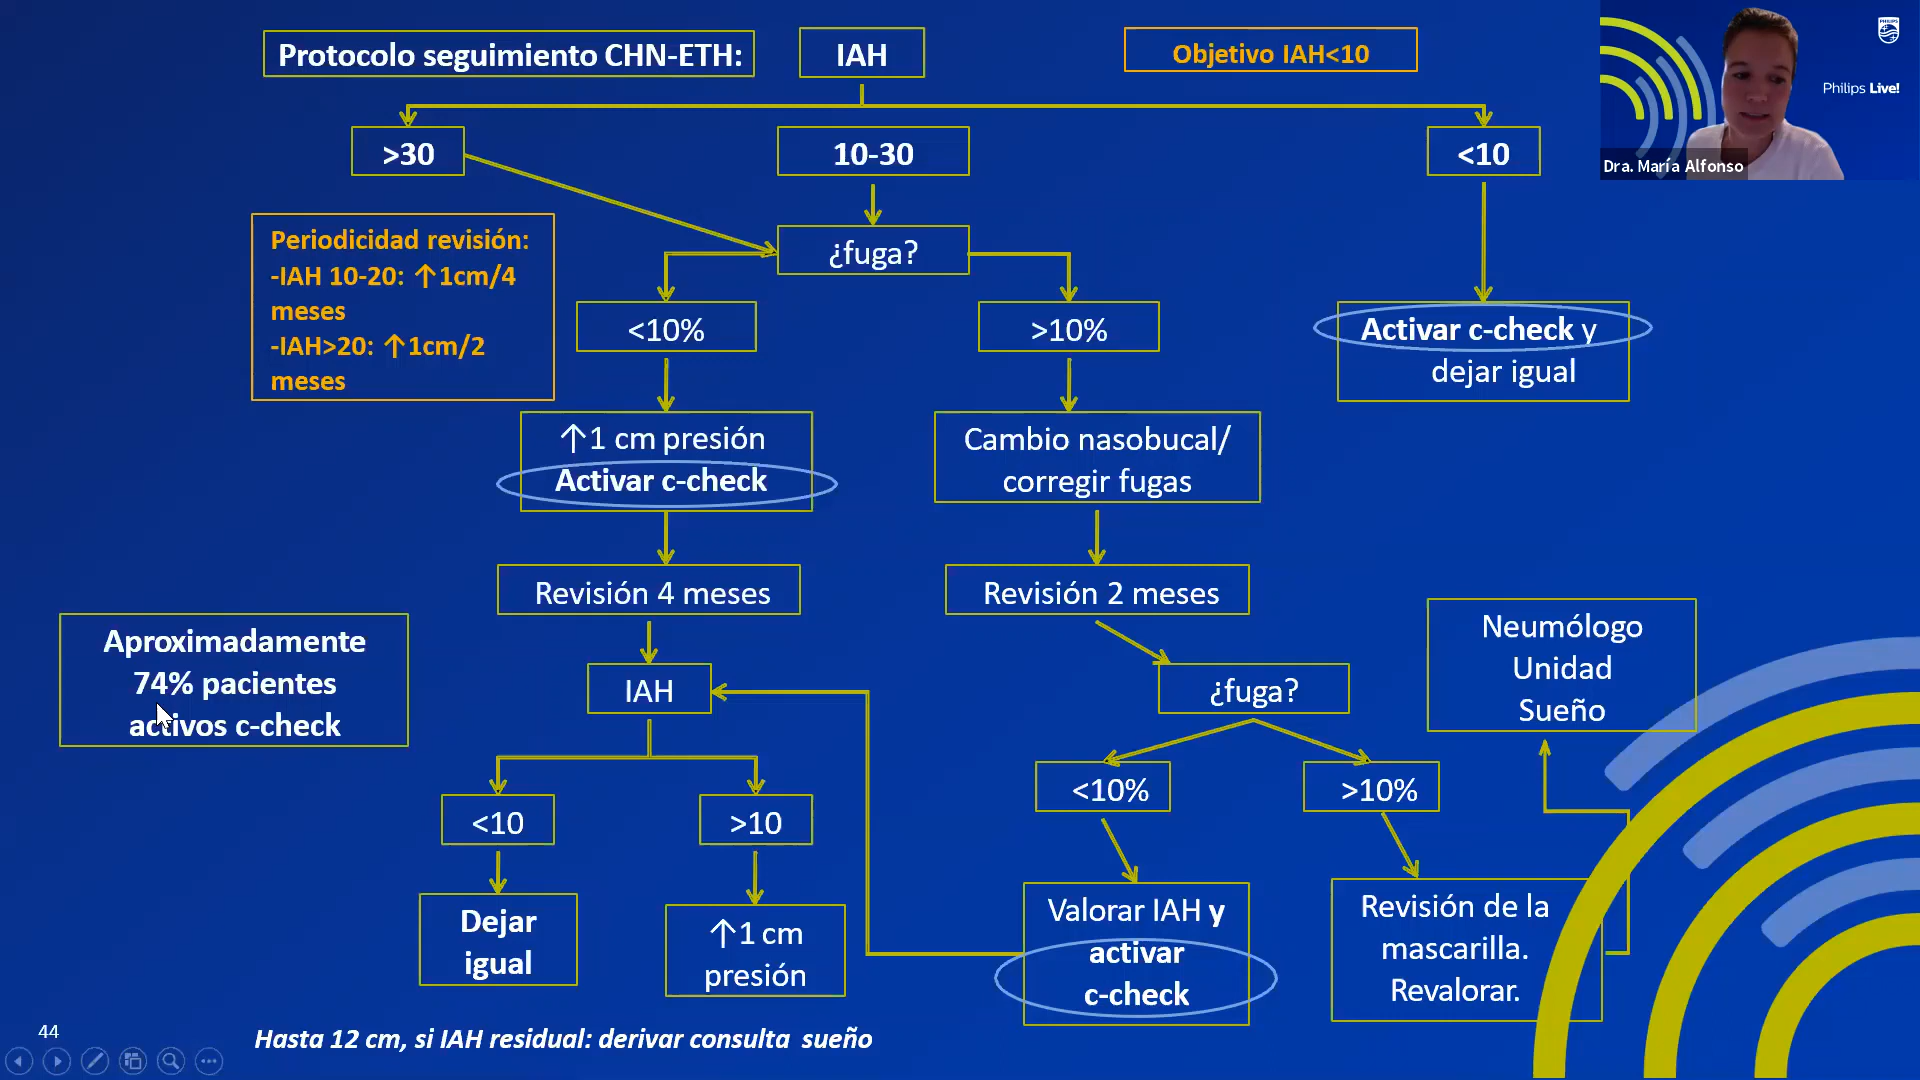 Protocolo seguimiento CHN-ETH:
IAH
Objetivo IAH<10
PHILIPS
Philips Live!
Dra. María Alfonso
>30
10-30
<10
Periodicidad revisión:
-IAH 10-20: ↑1cm/4
meses
-IAH>20: ↑1cm/2
meses
¿fuga?
<10%
>10%
Activar c-check y
dejar igual
↑1 cm presión
Activar c-check
Cambio nasobucal/
corregir fugas
Revisión 4 meses
Revisión 2 meses
Aproximadamente
74% pacientes
activos c-check
IAH
¿fuga?
Neumólogo
Unidad
Sueño
<10
>10
<10%
>10%
Dejar
igual
↑1 cm
presión
Valorar IAH y
activar
c-check
Revisión de la
mascarilla.
Revalorar.
44
Hasta 12 cm, si IAH residual: derivar consulta sueño